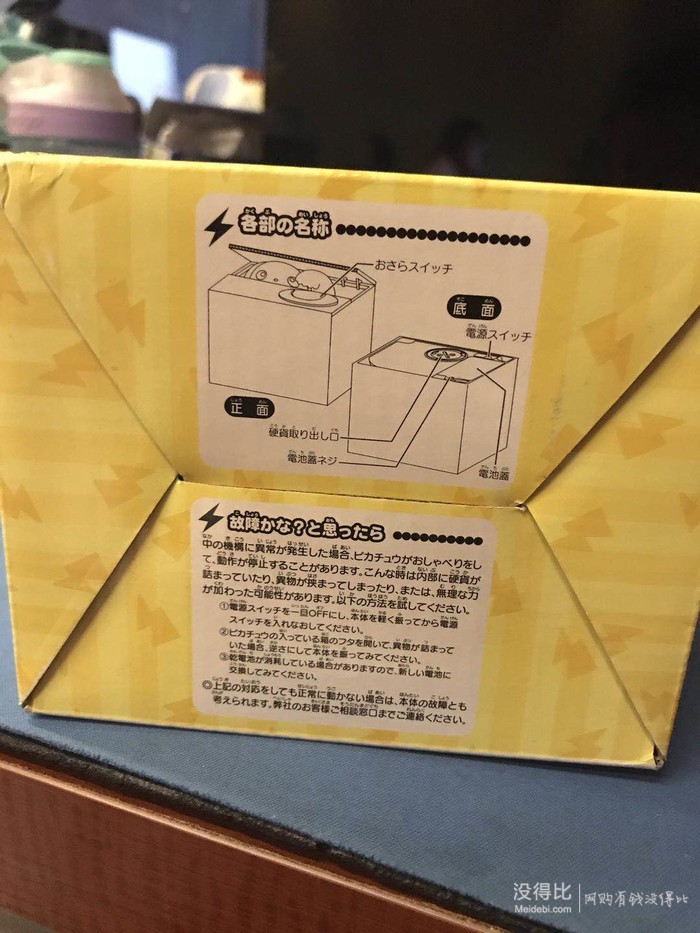 各部の名称
おさらスイッチ
底面
電源スイッチ
正面
硬貨取り出し口
電池蓋ネジ
電池蓋
故障かな?と思ったら
中の機構に異常が発生した場合、ピカチュウがおしゃべりをし
て、動作が停止することがあります。こんな時は内部に硬貨が
詰まっていたり、異物が挟まってしまったり、または、無理な力
が加わった可能性があります。以下の方法を試してください。
①電源スイッチを一旦OFFにし、本体を軽く振ってから電源
スイッチを入れなおしてください。
②ピカチュウの入っている箱のフタを開いて、異物が詰まって
いた場合、逆さにして本体を振ってみてください。
③乾電池が消耗している場合がありますので、新しい電池に
交換してみてください。
◎上記の対応をしても正常に動かない場合は、本体の故障とも
考えられます。弊社のお客様ご相談窓口までご連絡ください。
没得比
Meidebi.com
网购有钱没得比